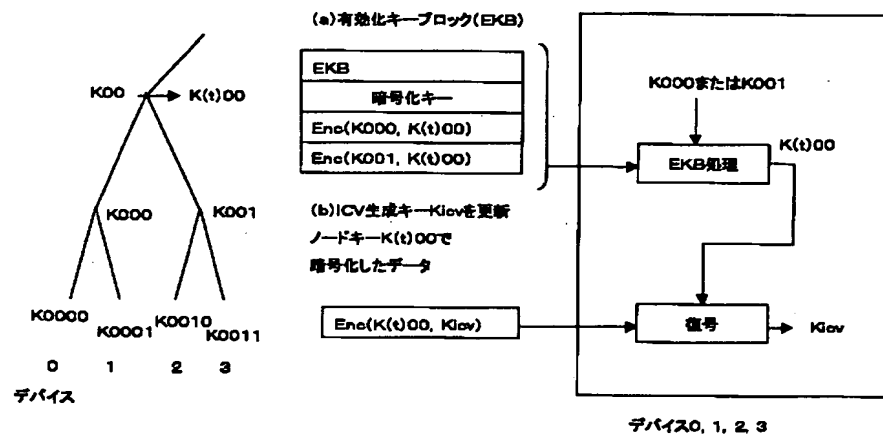 K00
K(t)00
K000
K001
K0000
K0001
K0010
K0011
0
1
2
3
デバイス
(a)有効化キーブロック(EKB)
EKB
暗号化キー
Enc(K000, K(t)00)
Enc(K001, K(t)00)
(b)ICV生成キーKicvを更新
ノードキーK(t)00で
暗号化したデータ
Enc(K(t)00, Kicv)
K000またはK001
EKB処理
K(t)00
復号
Kicv
デバイス0, 1, 2, 3